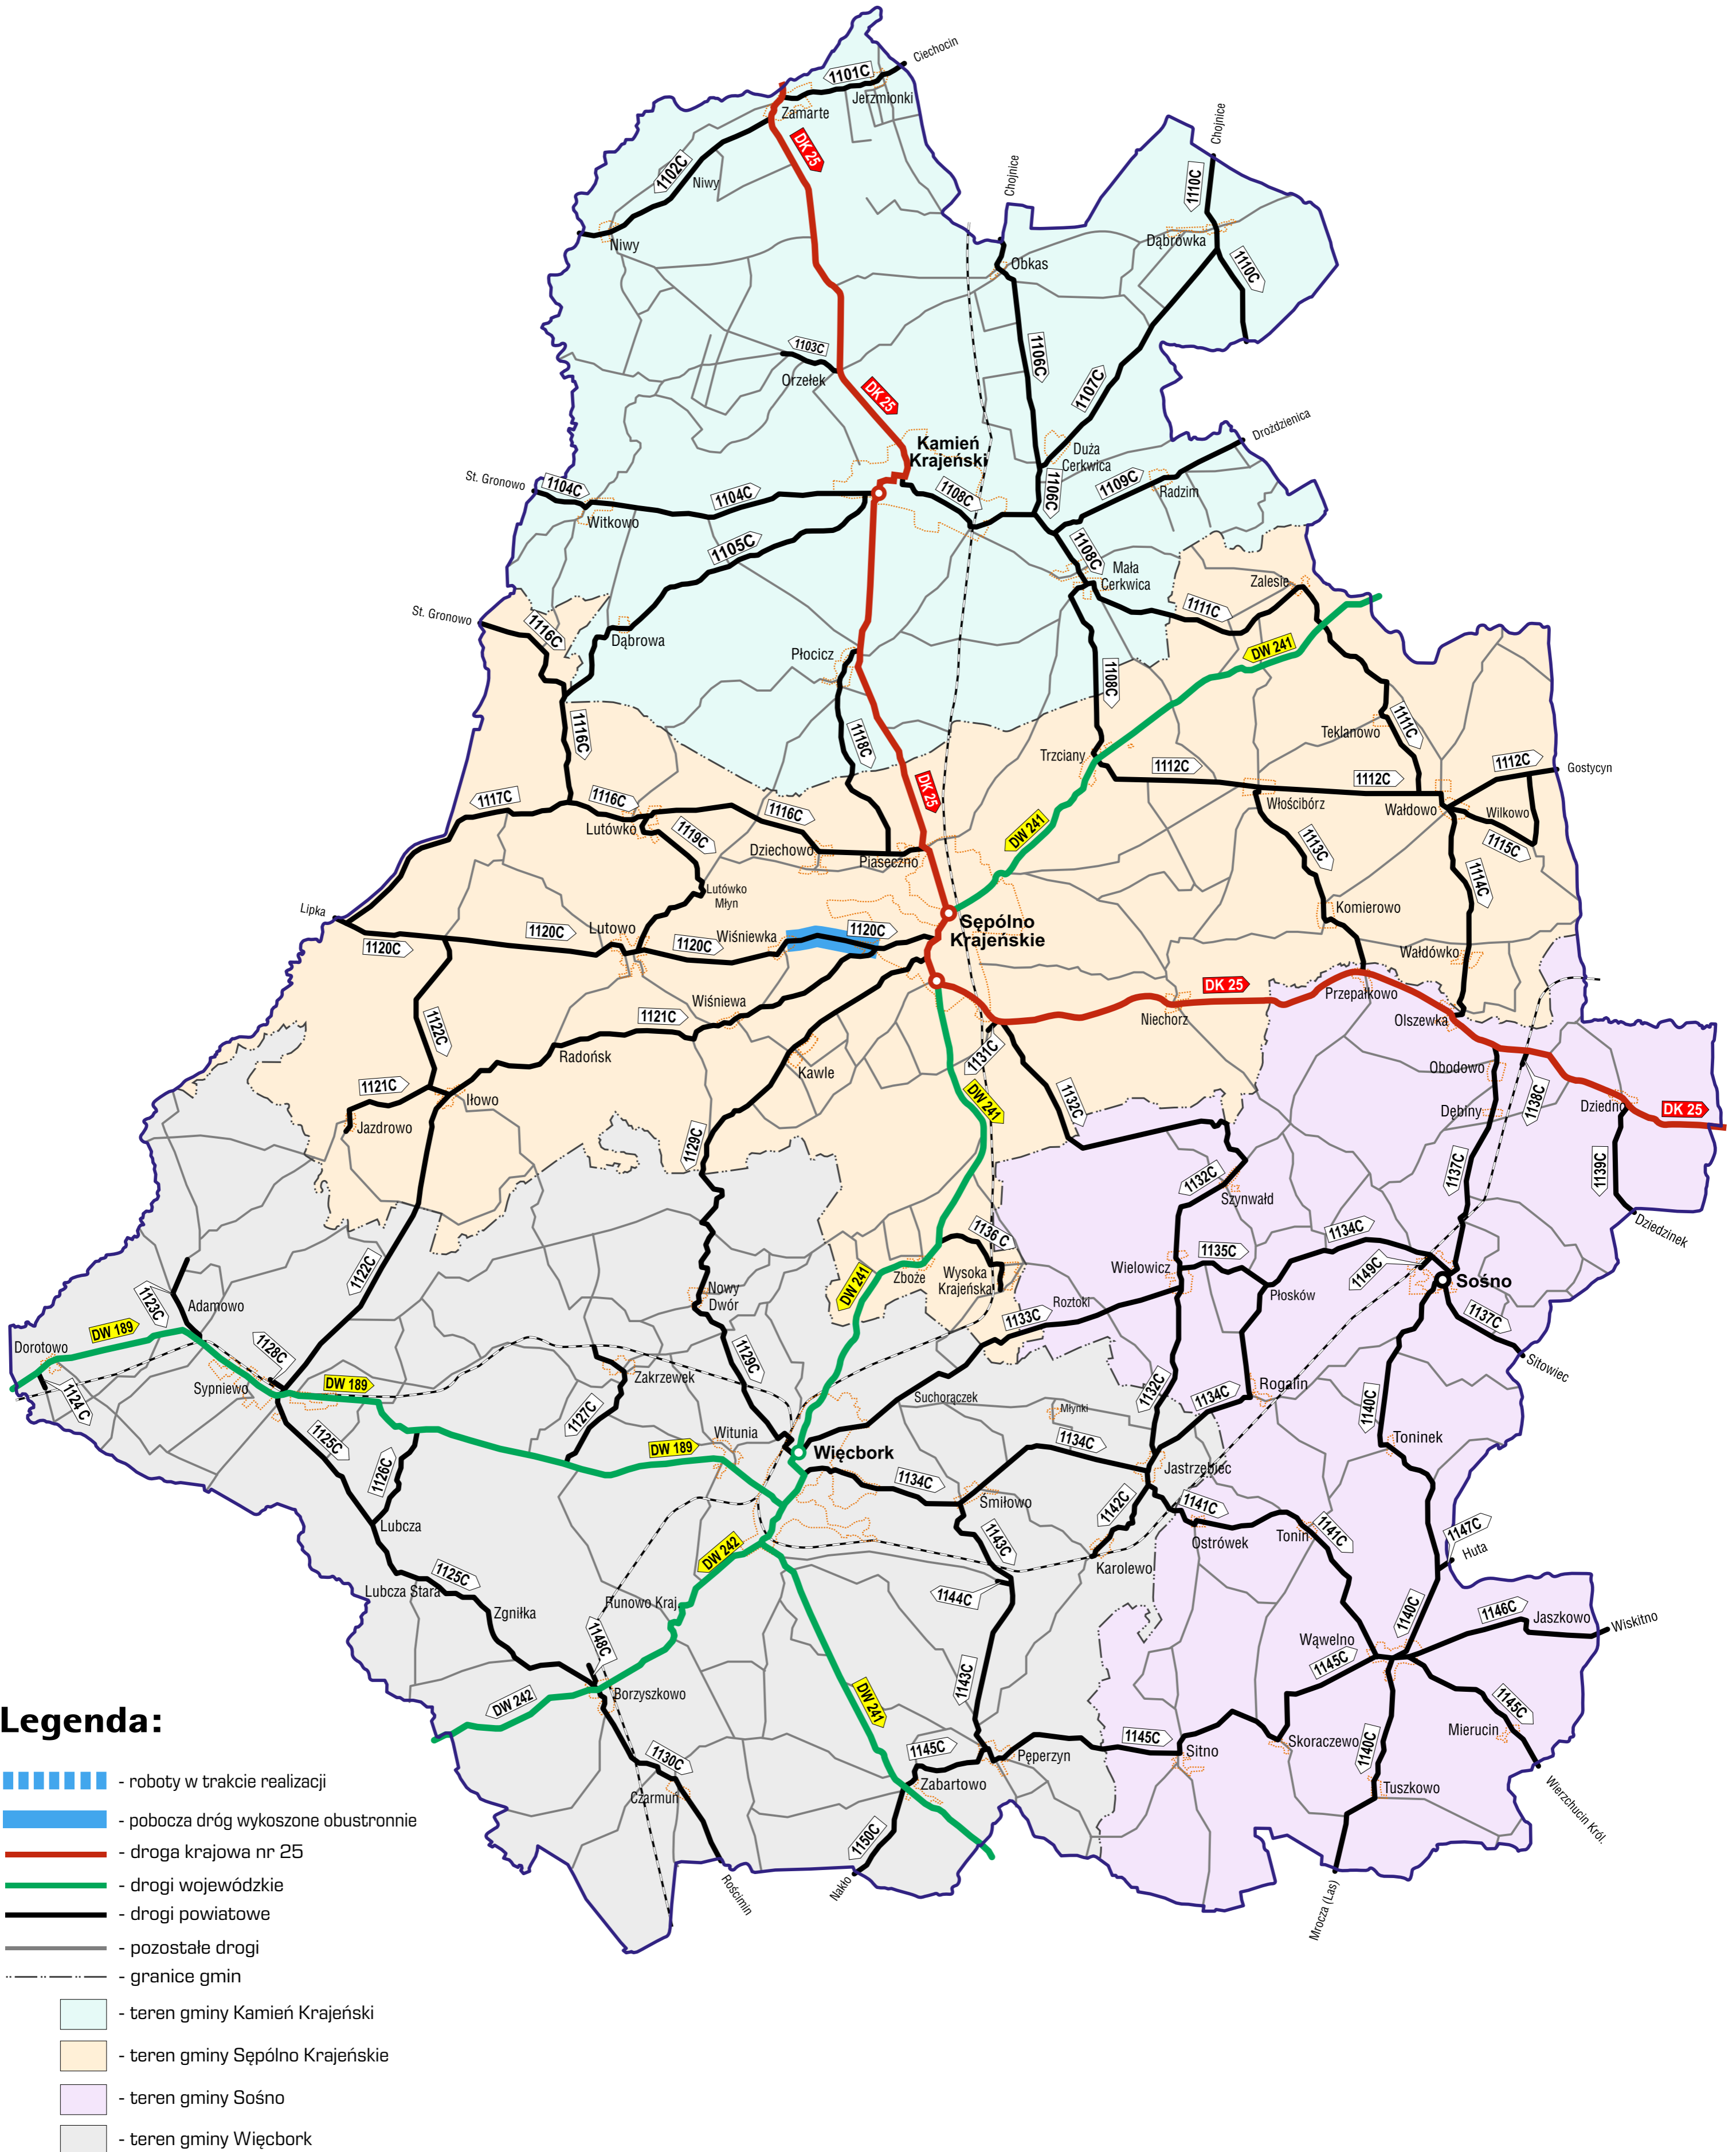 Ciechocin
1101C
Jerzmionki
Zamarte
DK 25
1102C
Niwy
Niwy
Chojnice
Chojnice
1110C
Dąbrówka
1110C
Obkas
1103C
Orzełek
1106C
1107C
DK 25
Kamień
Krajeński
Duża
Cerkwica
Drożdzienica
St. Gronowo
1104C
1104C
Witkowo
1108C
1106C
1109C
Radzim
1105C
1108C
Mała
Cerkwica
Zalesie
St. Gronowo
1116C
Dąbrowa
1111C
Płocicz
DW 241
1108C
1116C
1118C
Teklanowo
1111C
Trzciany
1112C
1112C
1112C
Gostycyn
DK 25
1117C
1116C
1116C
Włościbórz
Wałdowo
Wilkowo
Lutówko
1119C
Dziechowo
Piaseczno
DW 241
1113C
1115C
1114C
Lutówko
Młyn
Lipka
Komierowo
Sępólno
Krajeńskie
1120C
1120C
Lutowo
1120C
Wiśniewka
1120C
Wałdówko
DK 25
Przepałkowo
Wiśniewa
1121C
Niechorz
Olszewka
1122C
Radońsk
1131C
Kawle
Obodowo
1138C
1121C
Iłowo
DW 241
1132C
Dębiny
Dziedno
DK 25
Jazdrowo
1129C
1137C
1139C
1132C
Szynwałd
Dziedzinek
1136 C
1134C
1122C
Zboże
Wysoka
Krajeńska
Wielowicz
1135C
1149C
Sośno
1123C
Adamowo
Nowy
Dwór
DW 241
Roztoki
Płosków
DW 189
1133C
1137C
Dorotowo
1128C
1129C
Sitowiec
1124 C
Sypniewo
DW 189
Zakrzewek
Suchorączek
1132C
1134C
Rogalin
1127C
Młynki
1140C
1125C
Witunia
DW 189
Więcbork
1134C
Toninek
1126C
1134C
Jastrzębiec
Śmiłowo
1142C
1141C
Lubcza
1143C
Ostrówek
Tonin
1141C
1147C
Huta
DW 242
Karolewo
Lubcza Stara
1125C
1144C
Zgniłka
Runowo Kraj.
1140C
1146C
Jaszkowo
Wiskitno
1148C
Wąwelno
1145C
Borzyszkowo
1143C
DW 242
DW 241
1145C
Mierucin
1145C
1145C
Sitno
Skoraczewo
1140C
Pęperzyn
1130C
Czarmuń
Zabartowo
Tuszkowo
Wierzchucin Król.
1150C
Nakło
Rościmin
Mrocza (Las)
Legenda:
- roboty w trakcie realizacji
- pobocza dróg wykoszone obustronnie
- droga krajowa nr 25
- drogi wojewódzkie
- drogi powiatowe
- pozostałe drogi
- granice gmin
- teren gminy Kamień Krajeński
- teren gminy Sępólno Krajeńskie
- teren gminy Sośno
- teren gminy Więcbork